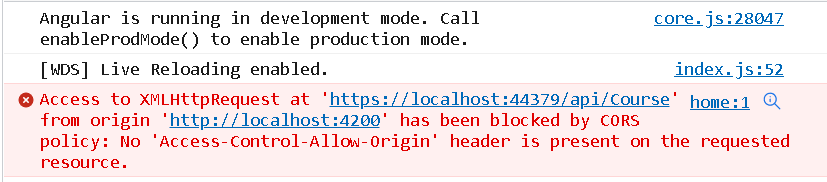 Angular is running in development mode. Call core.js:28047
enableProdMode() to enable production mode.
[WDS] Live Reloading enabled. index.js:52
Access to XMLHttpRequest at 'https://localhost:44379/api/Course' home:1
from origin 'http://localhost:4200' has been blocked by CORS
policy: No 'Access-Control-Allow-Origin' header is present on the requested
resource.